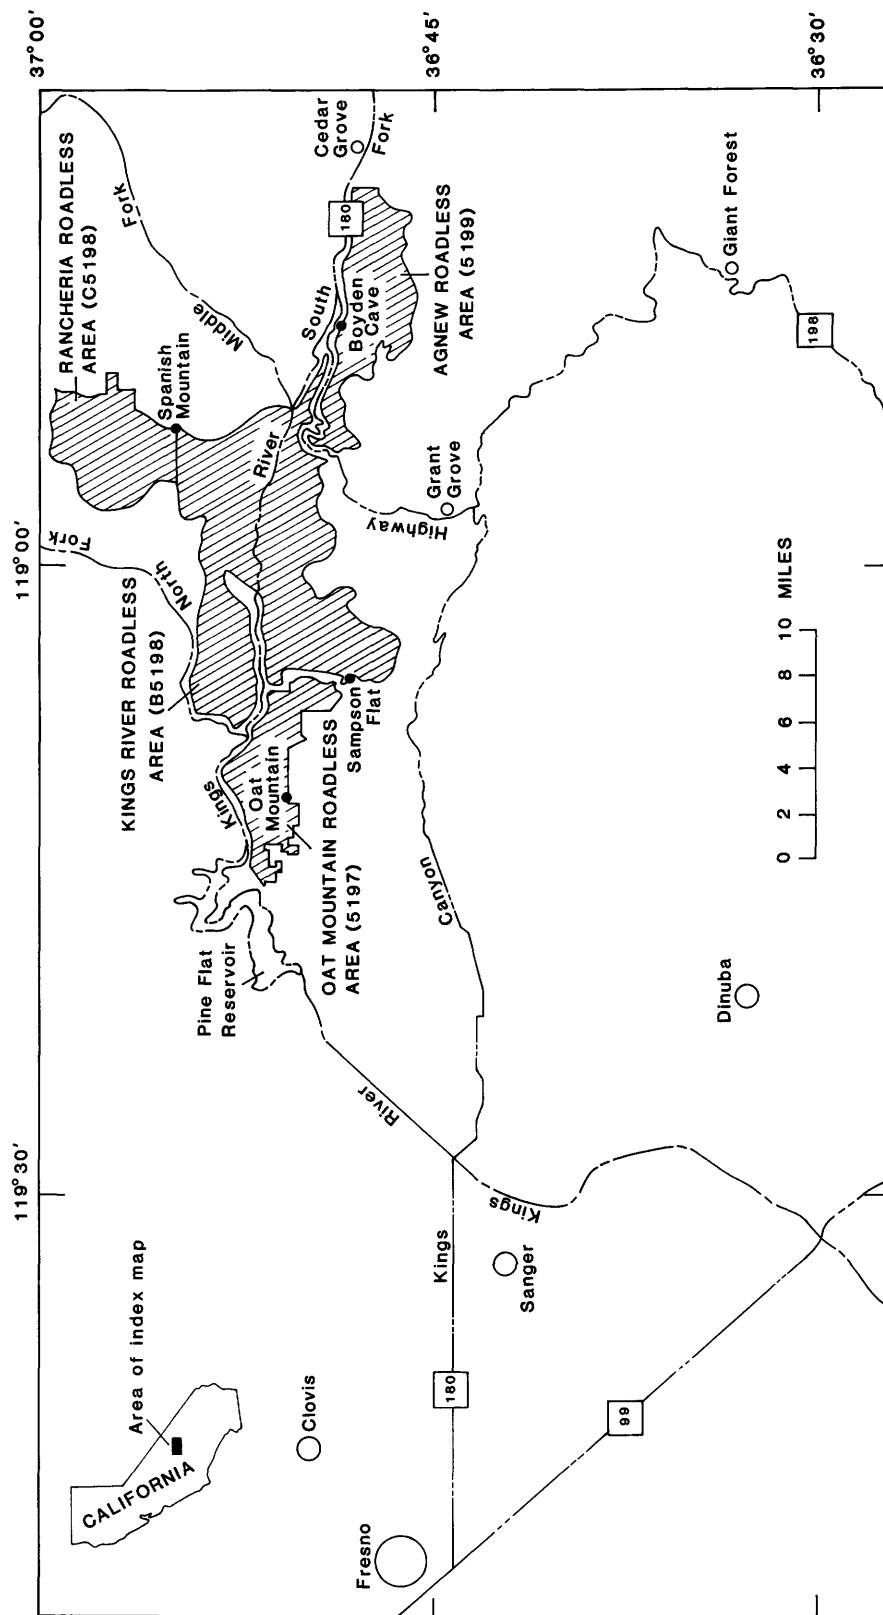 37°00′
36°45′
36°30′
119°00′
119°30′
RANCHERIA ROADLESS
AREA (C5198)
Fork
Middle
Spanish
Mountain
Cedar
Grove
Fork
180
South
Boyden
Cave
AGNEW ROADLESS
AREA (5199)
Giant Forest
198
River
Grant
Grove
Highway
Fork
North
KINGS RIVER ROADLESS
AREA (B5198)
Sampson
Flat
Kings
Oat
Mountain
OAT MOUNTAIN ROADLESS
AREA (5197)
Canyon
Pine Flat
Reservoir
River
Dinuba
0 2 4 6 8 10 MILES
Kings
Kings
Sanger
180
99
Area of index map
CALIFORNIA
Clovis
Fresno